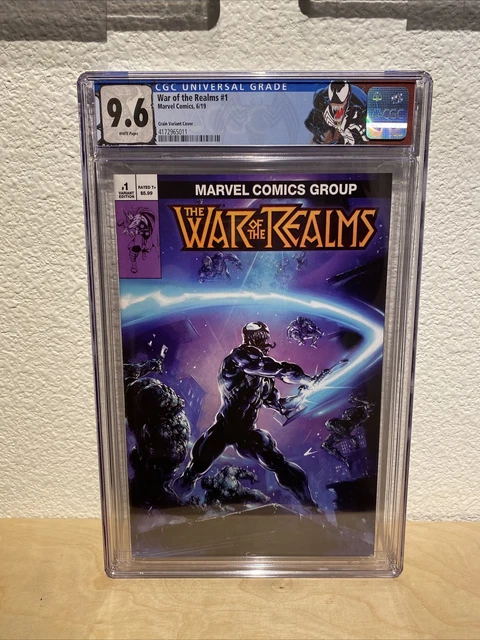 CGC UNIVERSAL GRADE
9.6
WHITE Pages
War of the Realms #1
Marvel Comics, 6/19
Crain Variant Cover
4172965011
CGC
#1
VARIANT
EDITION
RATED T+
$5.99
MARVEL COMICS GROUP
THE
WAR OF THE REALMS